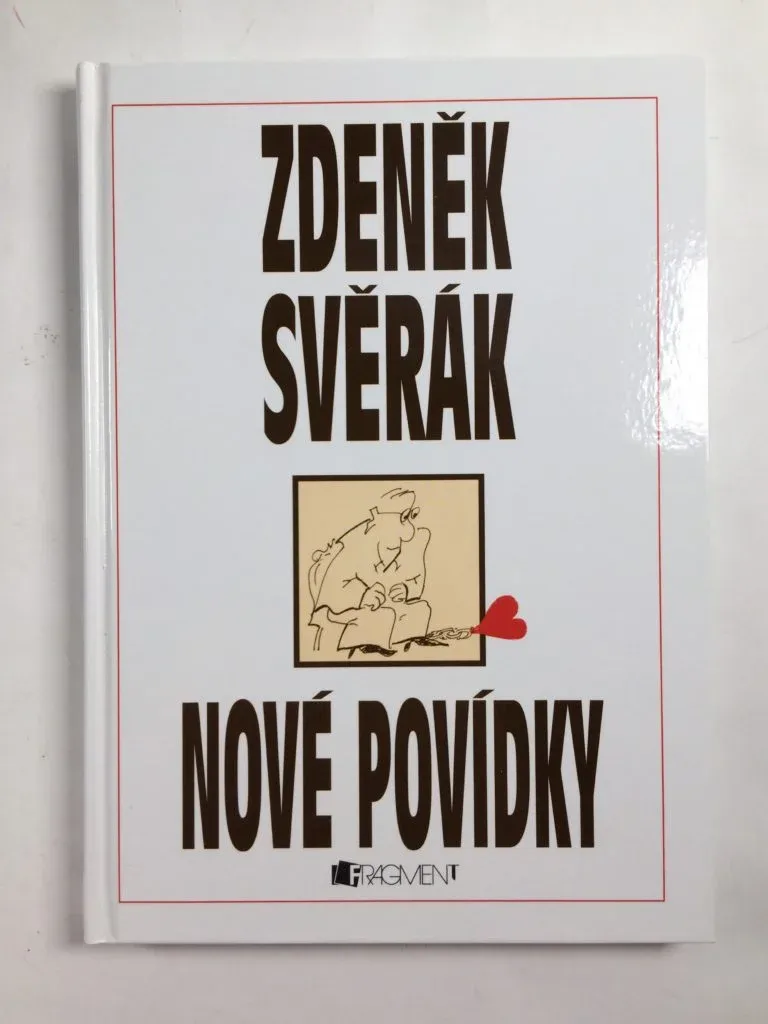 ZDENĚK
SVĚRÁK
NOVÉ POVÍDKY
FRAGMENT